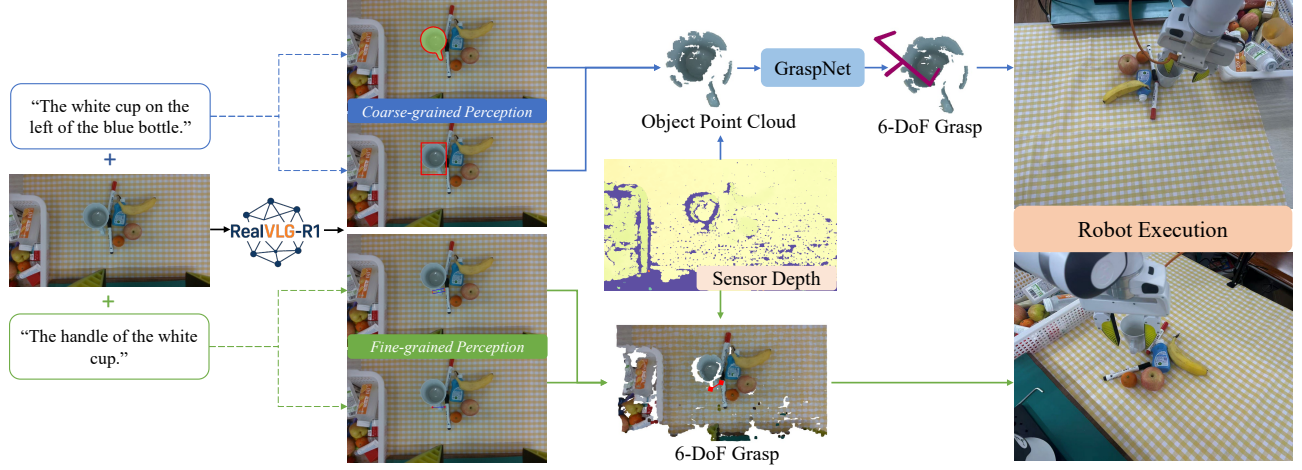 “The white cup on the
left of the blue bottle.”
+
RealVLG-R1
+
“The handle of the white
cup.”
Coarse-grained Perception
Fine-grained Perception
Object Point Cloud
GraspNet
6-DoF Grasp
Sensor Depth
6-DoF Grasp
Robot Execution